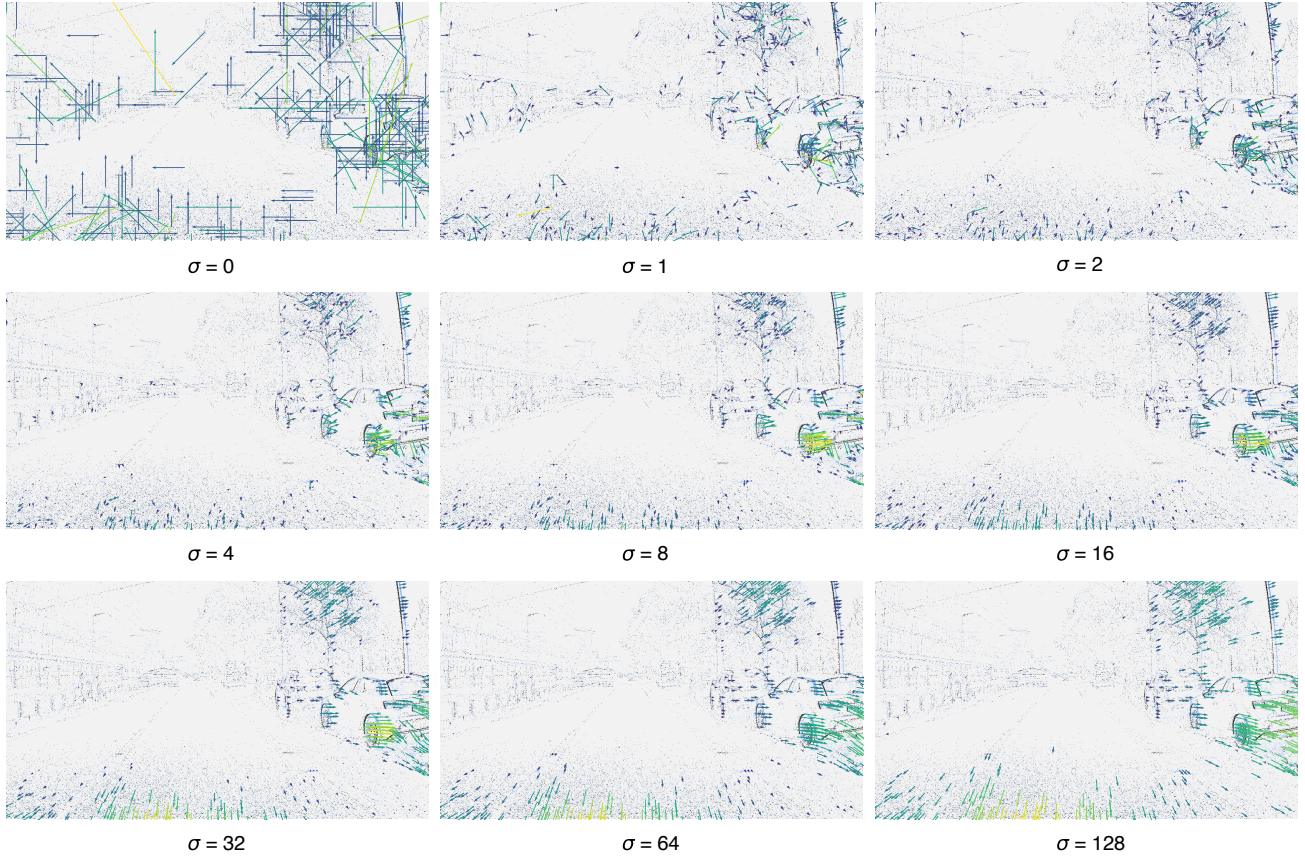 σ = 0
σ = 1
σ = 2
σ = 4
σ = 8
σ = 16
σ = 32
σ = 64
σ = 128